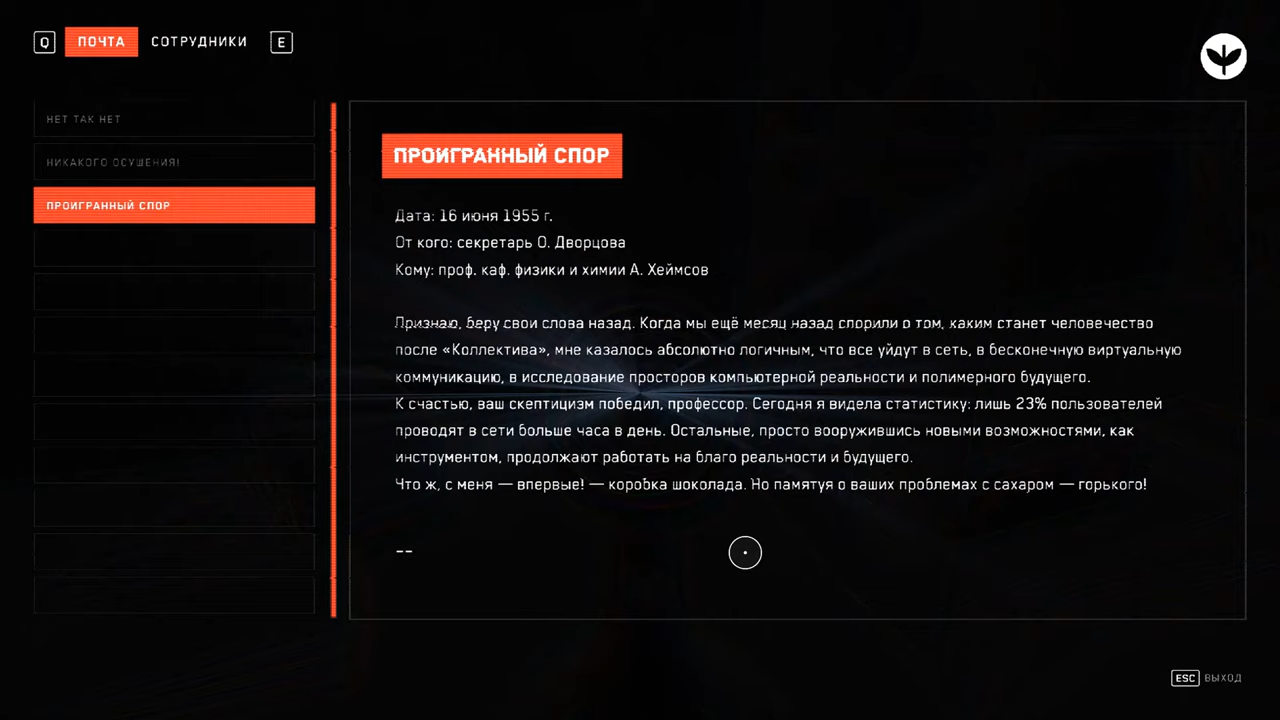 Q ПОЧТА СОТРУДНИКИ E
НЕТ ТАК НЕТ
НИКАКОГО ОСУШЕНИЯ!
ПРОИГРАННЫЙ СПОР
ПРОИГРАННЫЙ СПОР
Дата: 16 июня 1955 г.
От кого: секретарь О. Дворцова
Кому: проф. каф. физики и химии А. Хеймсов
Признаю, беру свои слова назад. Когда мы ещё месяц назад спорили о том, каким станет человечество
после «Коллектива», мне казалось абсолютно логичным, что все уйдут в сеть, в бесконечную виртуальную
коммуникацию, в исследование просторов компьютерной реальности и полимерного будущего.
К счастью, ваш скептицизм победил, профессор. Сегодня я видела статистику: лишь 23% пользователей
проводят в сети больше часа в день. Остальные, просто вооружившись новыми возможностями, как
инструментом, продолжают работать на благо реальности и будущего.
Что ж, с меня — впервые! — коробка шоколада. Но памятуя о ваших проблемах с сахаром — горького!
--
ESC ВЫХОД